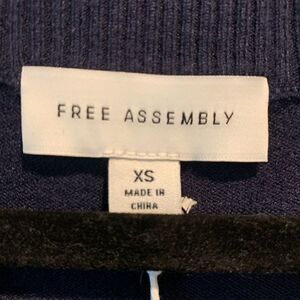 FREE ASSEMBLY
XS
MADE IN
CHINA